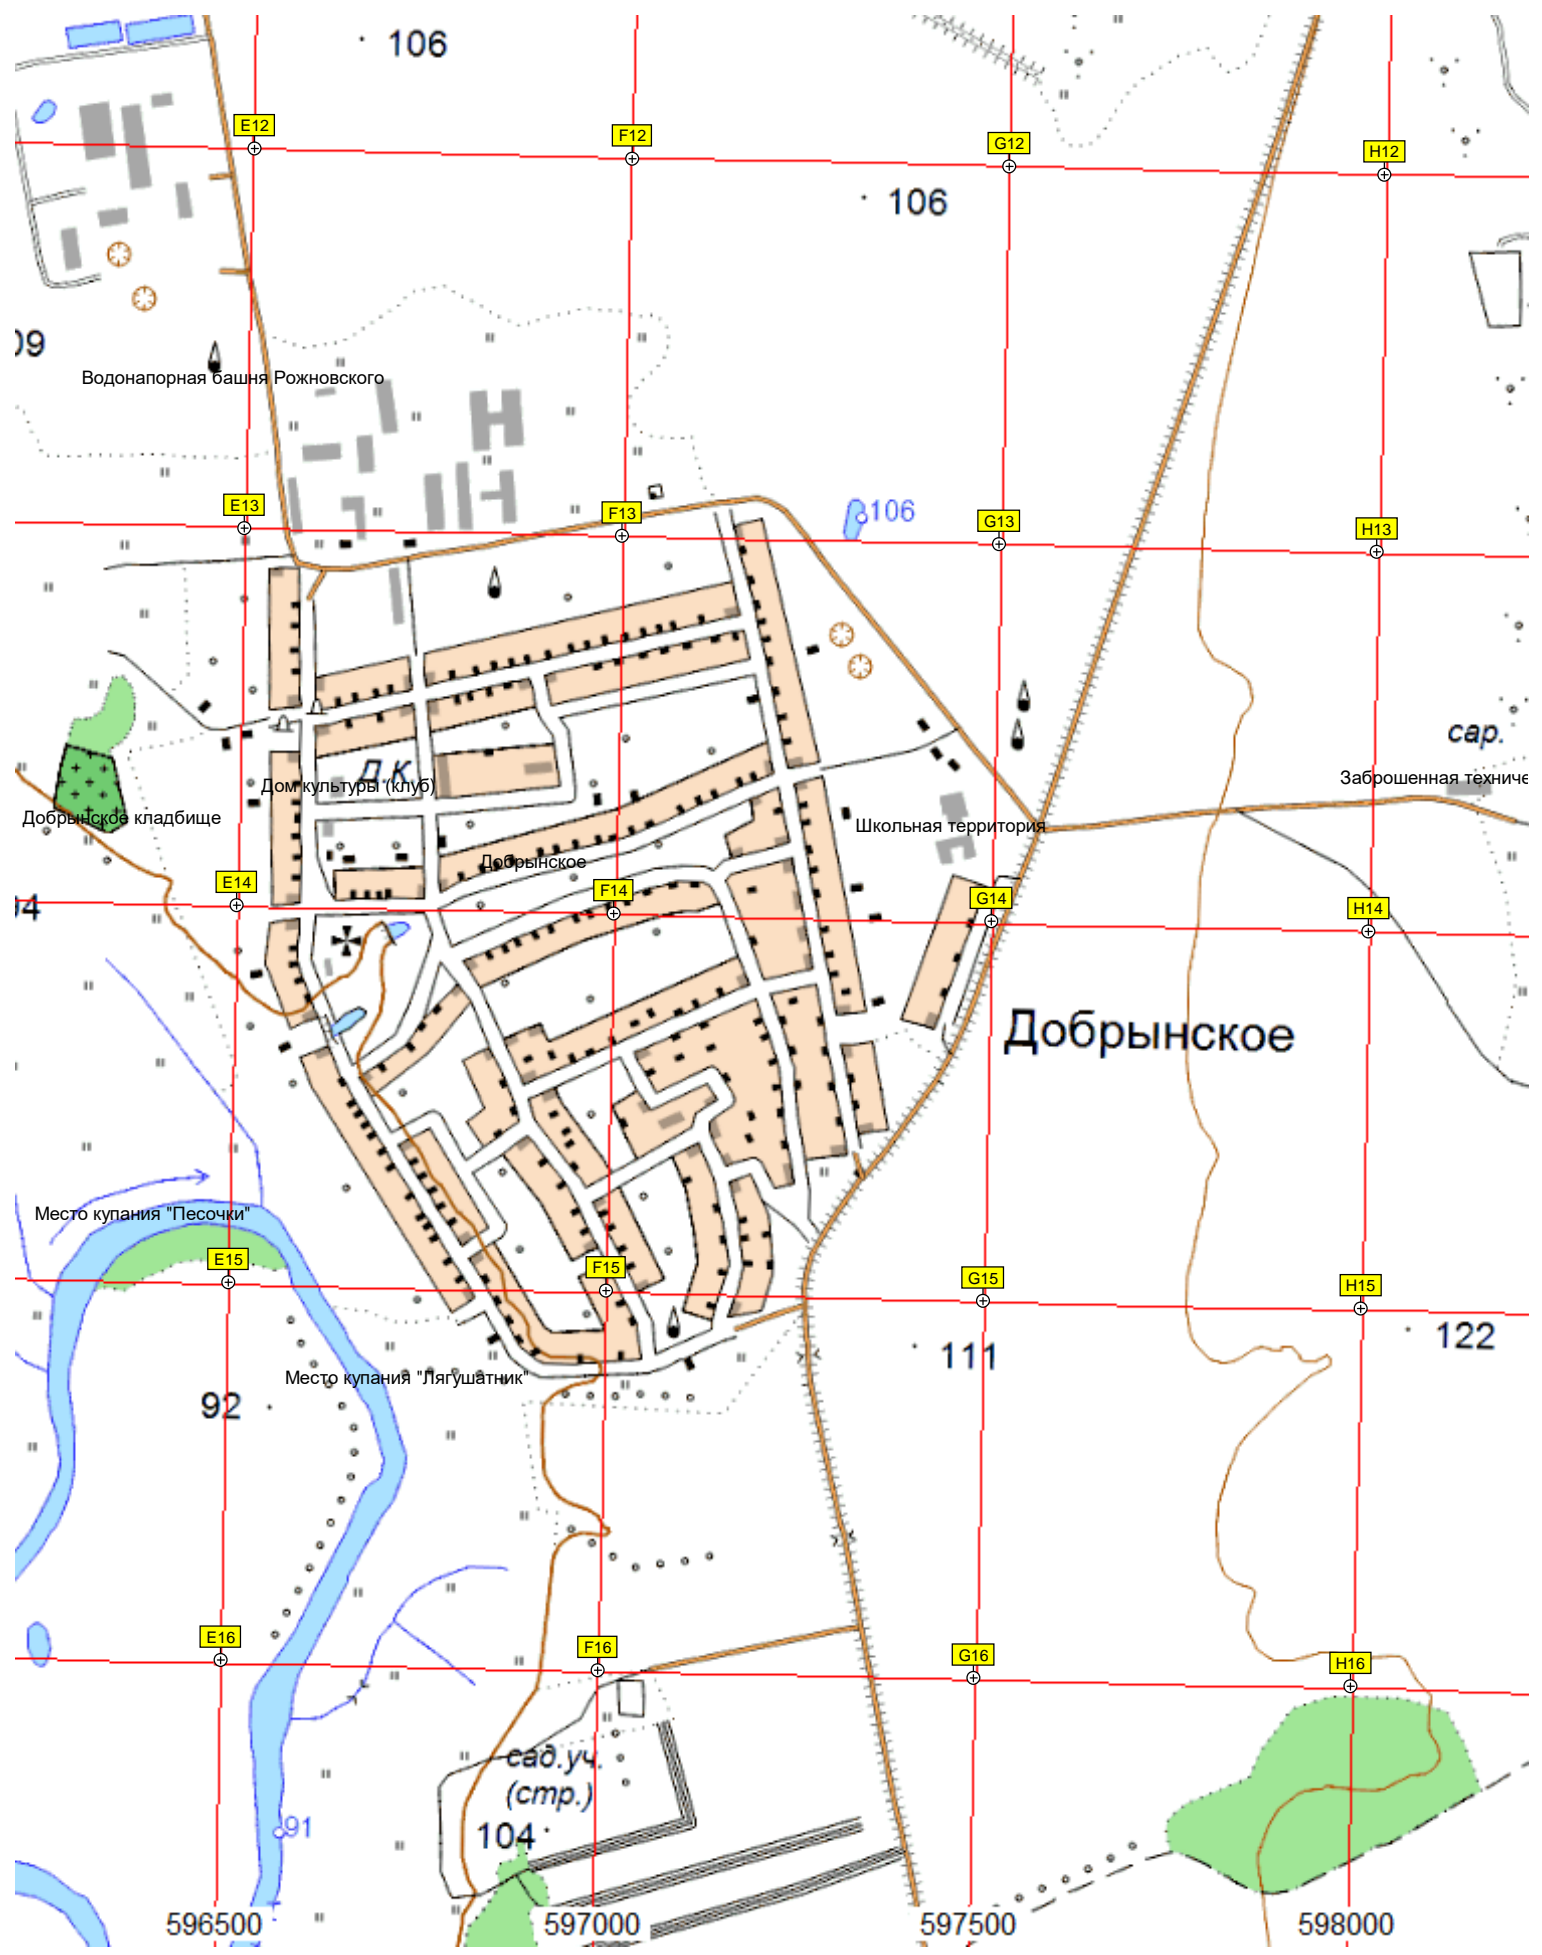 106
E12
F12
G12
H12
106
09
Водонапорная башня Рожновского
E13
F13
106
G13
H13
сар.
Д.К.
Дом культуры (клуб)
Заброшенная техниче
Добрынское кладбище
Школьная территория
Добрынское
E14
F14
G14
H14
Добрынское
Место купания "Песочки"
E15
F15
G15
H15
111
122
Место купания "Лягушатник"
92
E16
F16
G16
H16
сад.уч.
(стр.)
104
91
596500
597000
597500
598000